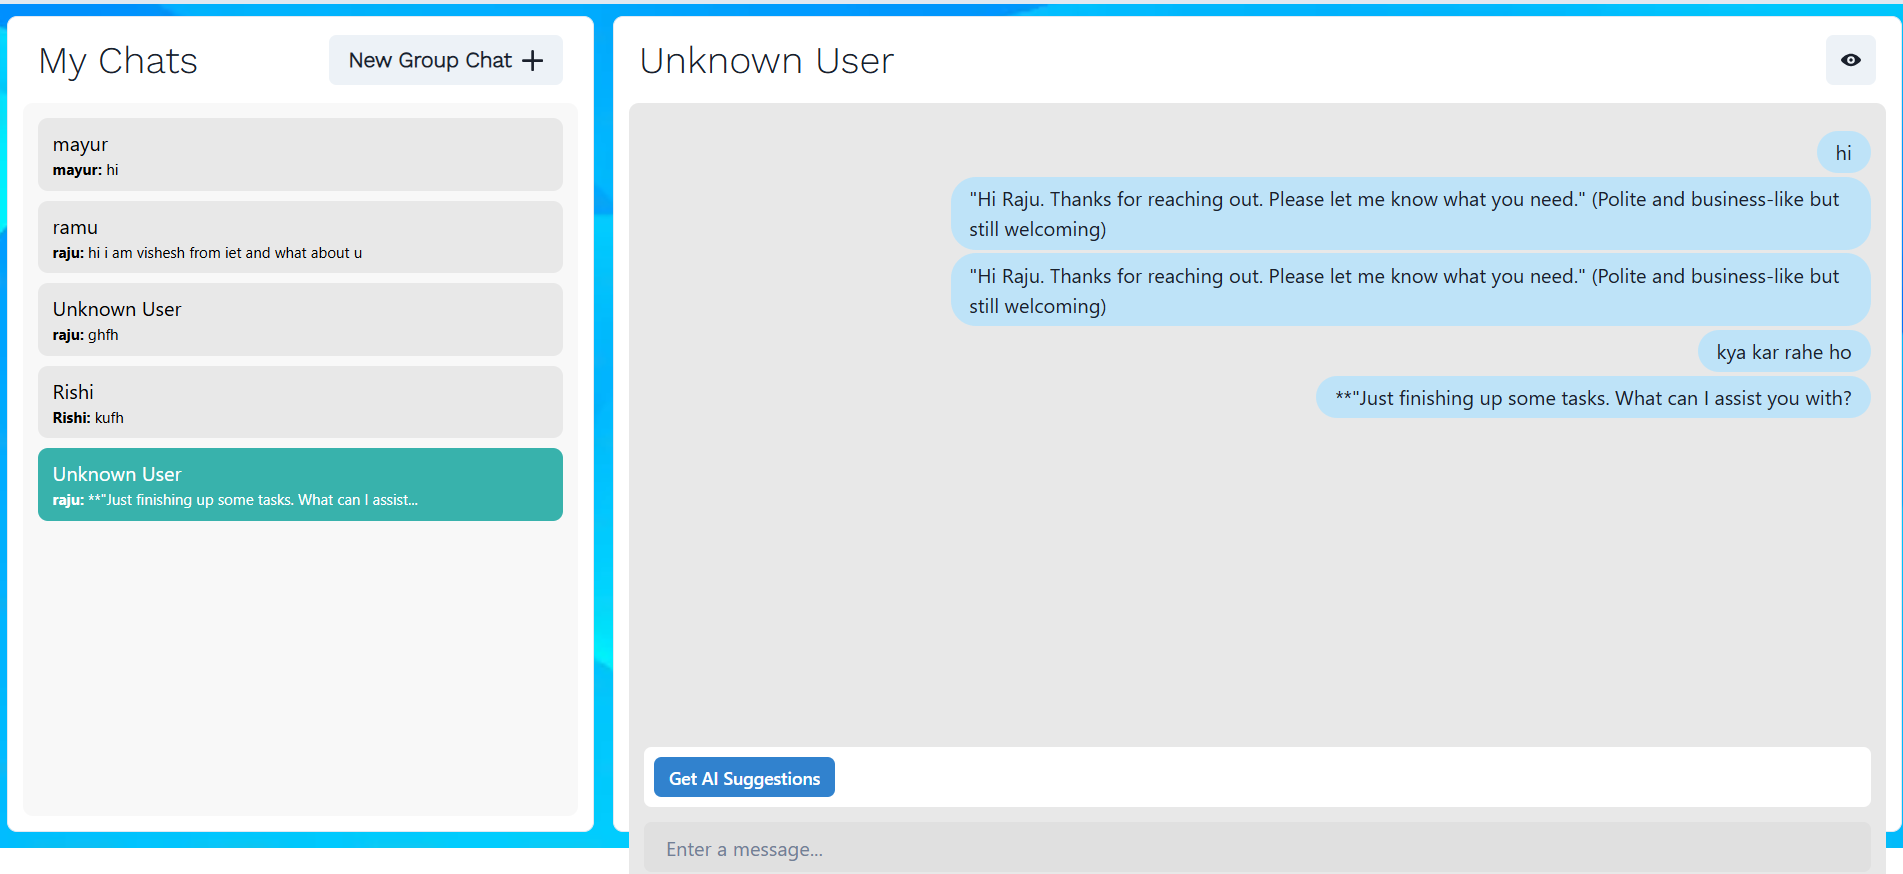 My Chats
New Group Chat
mayur
mayur: hi
ramu
raju: hi i am vishesh from iet and what about u
Unknown User
raju: ghfh
Rishi
Rishi: kufh
Unknown User
raju: **"Just finishing up some tasks. What can I assist...
Unknown User
hi
"Hi Raju. Thanks for reaching out. Please let me know what you need." (Polite and business-like but
still welcoming)
"Hi Raju. Thanks for reaching out. Please let me know what you need." (Polite and business-like but
still welcoming)
kya kar rahe ho
**"Just finishing up some tasks. What can I assist you with?
Get AI Suggestions
Enter a message...